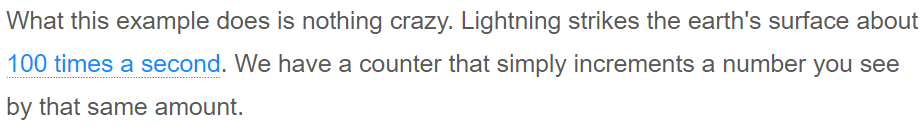 What this example does is nothing crazy. Lightning strikes the earth's surface about
100 times a second. We have a counter that simply increments a number you see
by that same amount.